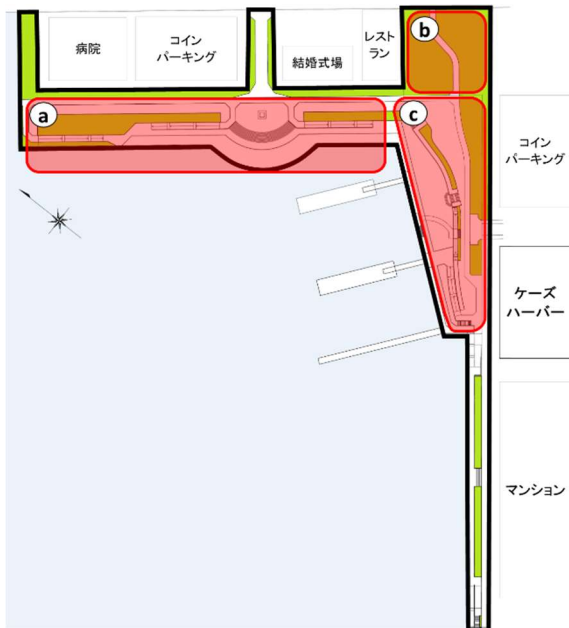 病院
コイン
パーキング
結婚式場
レスト
ラン
b
a
c
コイン
パーキング
ケーズ
ハーバー
マンション